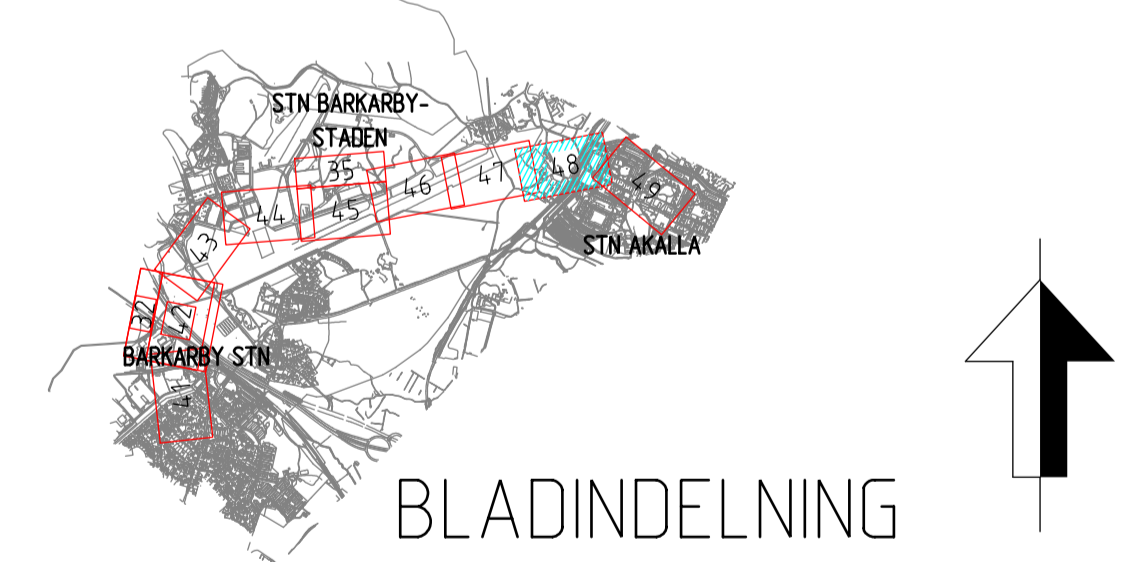 STN BARKARBY-
STADEN
35
44
45
46
47
48
49
STN AKALLA
43
32
42
BARKARBY STN
41
BLADINDELNING